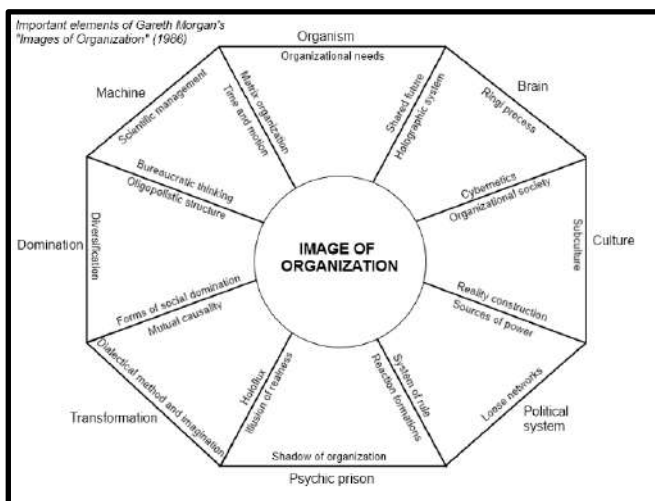 Important elements of Gareth Morgan's
"Images of Organization" (1986)
Organism
Organizational needs
Matrix organization
Shared future
Brain
Ringi process
Holographic system
Cybernetics
Culture
Subculture
Organizational society
Reality construction
Political
system
Loose networks
Sources of power
System of rule
Psychic prison
Shadow of organization
Reaction formations
Illusion of realness
Transformation
Dialectical method and imagination
Holoflux
Mutual causality
Domination
Diversification
Forms of social domination
Oligopolistic structure
Machine
Scientific management
Bureaucratic thinking
Time and motion
IMAGE OF
ORGANIZATION